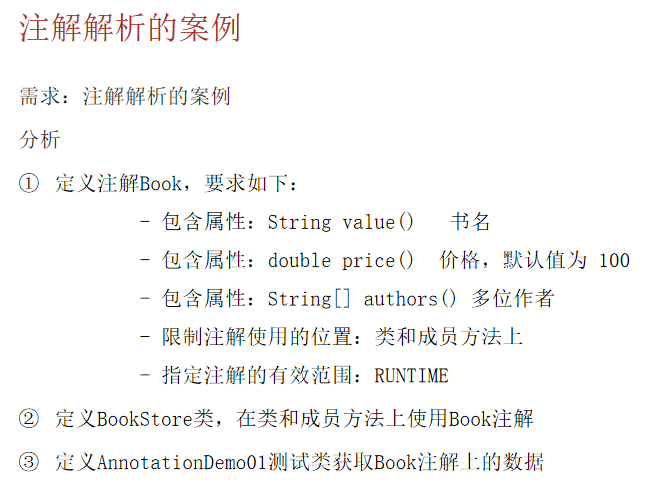 注解解析的案例
需求：注解解析的案例
分析
① 定义注解Book，要求如下：
- 包含属性：String value() 书名
- 包含属性：double price() 价格，默认值为 100
- 包含属性：String[] authors() 多位作者
- 限制注解使用的位置：类和成员方法上
- 指定注解的有效范围：RUNTIME
② 定义BookStore类，在类和成员方法上使用Book注解
③ 定义AnnotationDemo01测试类获取Book注解上的数据